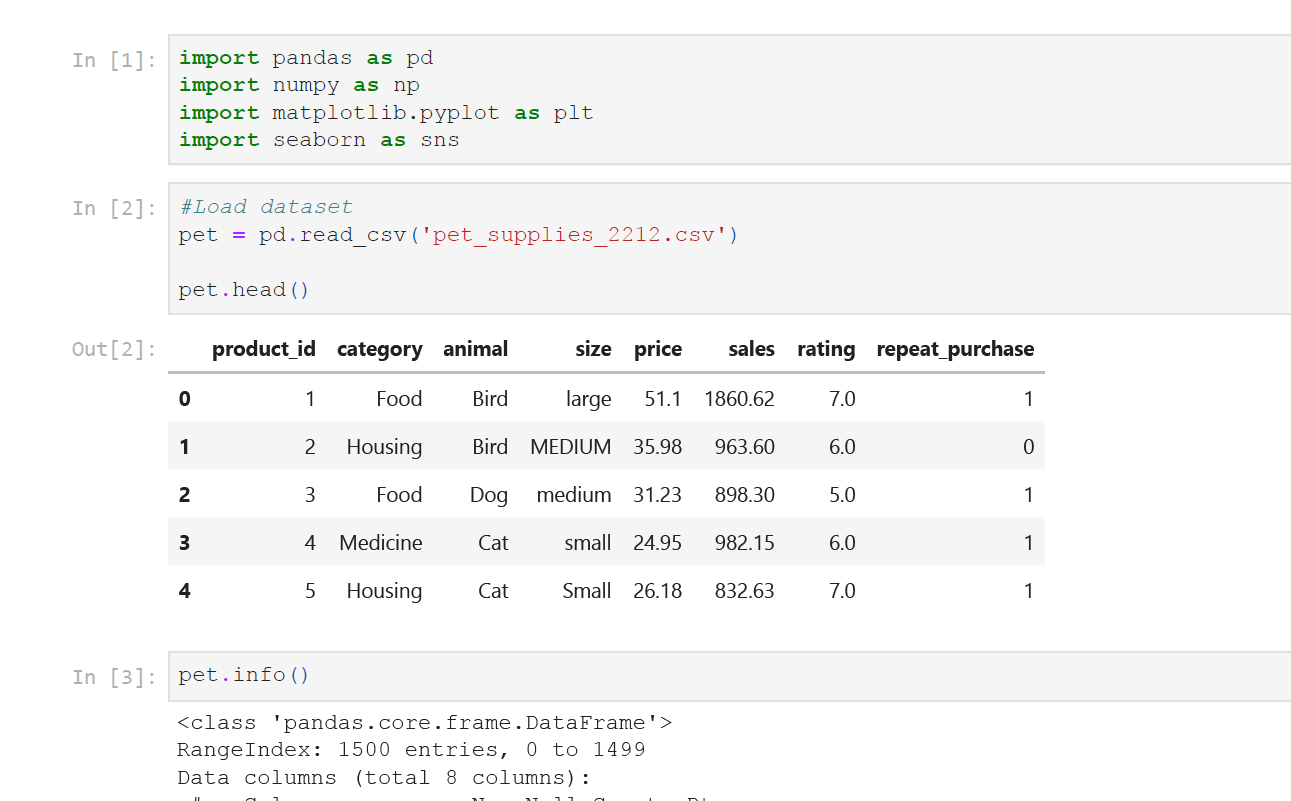 In [1]:
import pandas as pd
import numpy as np
import matplotlib.pyplot as plt
import seaborn as sns
In [2]:
#Load dataset
pet = pd.read_csv('pet_supplies_2212.csv')
pet.head()
Out[2]:
product_id category animal size price sales rating repeat_purchase
0 1 Food Bird large 51.1 1860.62 7.0 1
1 2 Housing Bird MEDIUM 35.98 963.60 6.0 0
2 3 Food Dog medium 31.23 898.30 5.0 1
3 4 Medicine Cat small 24.95 982.15 6.0 1
4 5 Housing Cat Small 26.18 832.63 7.0 1
In [3]:
pet.info()
<class 'pandas.core.frame.DataFrame'>
RangeIndex: 1500 entries, 0 to 1499
Data columns (total 8 columns):